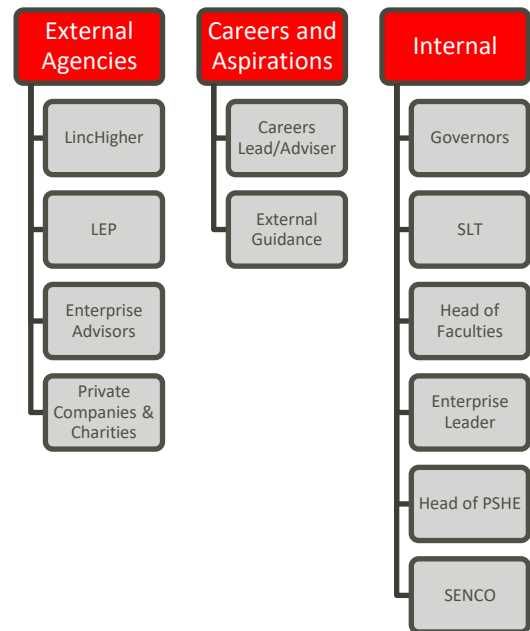 External
Agencies
LincHigher
LEP
Enterprise
Advisors
Private
Companies &
Charities
Careers and
Aspirations
Careers
Lead/Adviser
External
Guidance
Internal
Governors
SLT
Head of
Faculties
Enterprise
Leader
Head of PSHE
SENCO